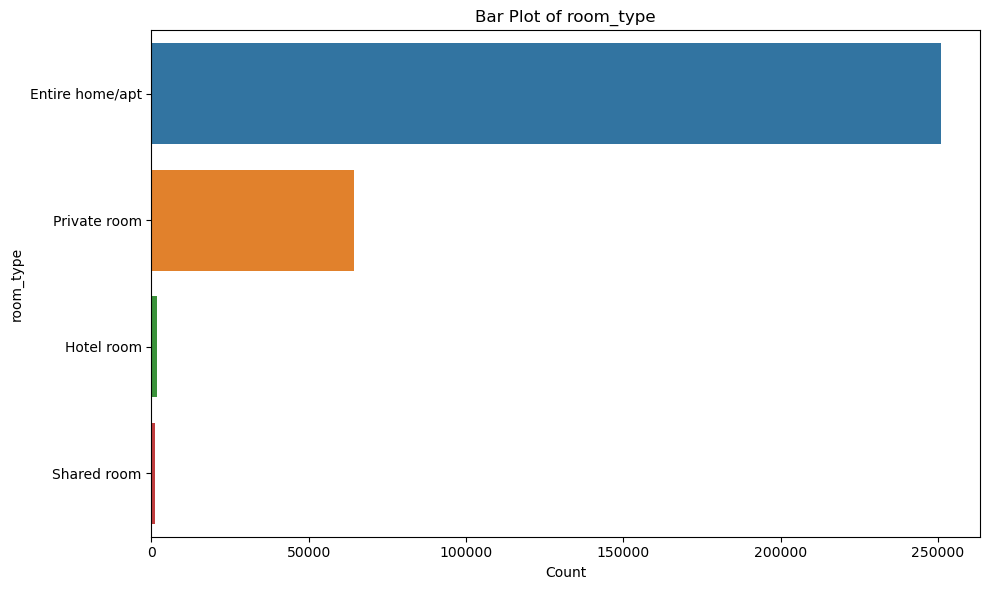 Bar Plot of room_type
room_type
Entire home/apt
Private room
Hotel room
Shared room
0 50000 100000 150000 200000 250000
Count